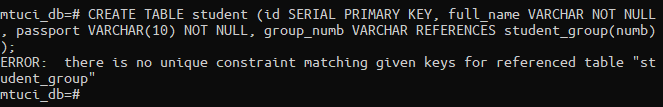 mtuci_db=# CREATE TABLE student (id SERIAL PRIMARY KEY, full_name VARCHAR NOT NULL
, passport VARCHAR(10) NOT NULL, group_numb VARCHAR REFERENCES student_group(numb)
);
ERROR:  there is no unique constraint matching given keys for referenced table "st
udent_group"
mtuci_db=#